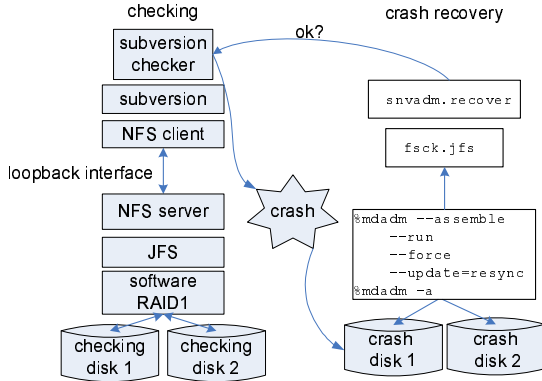 checking
crash recovery
ok?
subversion
checker
subversion
NFS client
loopback interface
NFS server
JFS
software
RAID1
checking
disk 1
checking
disk 2
crash
snvadm.recover
fsck.jfs
%mdadm --assemble
--run
--force
--update=resync
%mdadm -a
crash
disk 1
crash
disk 2